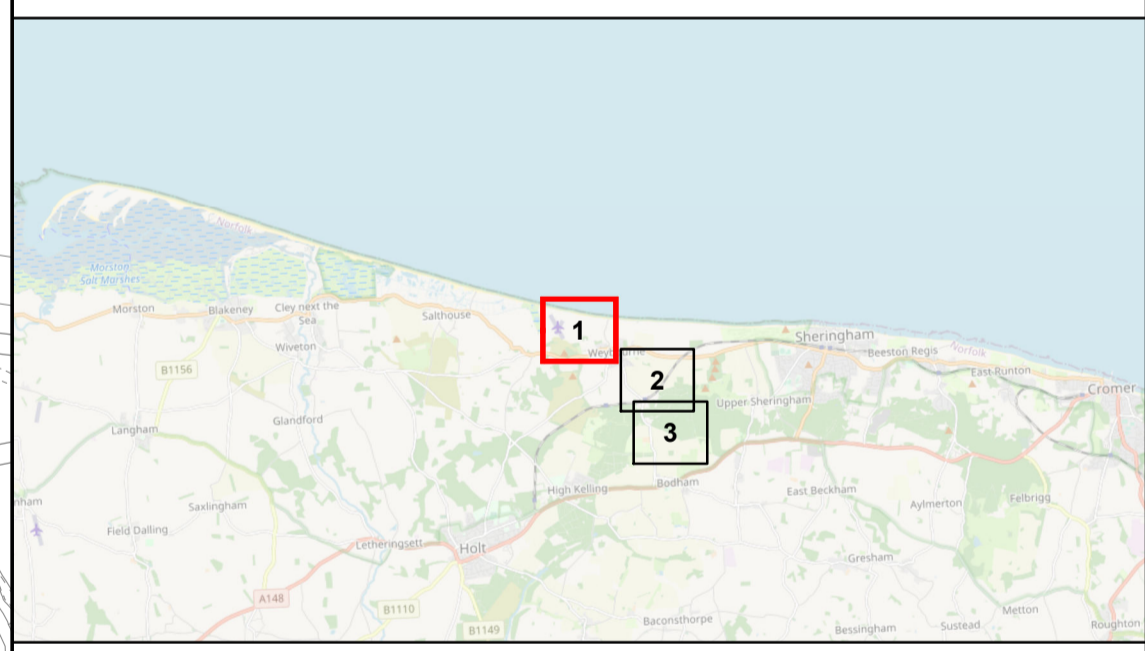 Norfolk
Morston
Salt Marshes
Morston
Blakeney
Cley next the
Sea
Salthouse
1
Wiveton
Sheringham
Beeston Regis
Norfolk
B1156
2
East Runton
Cromer
Upper Sheringham
Glandford
Langham
3
High Kelling
Bodham
East Beckham
Saxlingham
Aylmerton
Felbrigg
Field Dalling
Letheringsett
Holt
Gresham
A148
B1110
Metton
B1149
Baconsthorpe
Bessingham
Sustead
Roughton